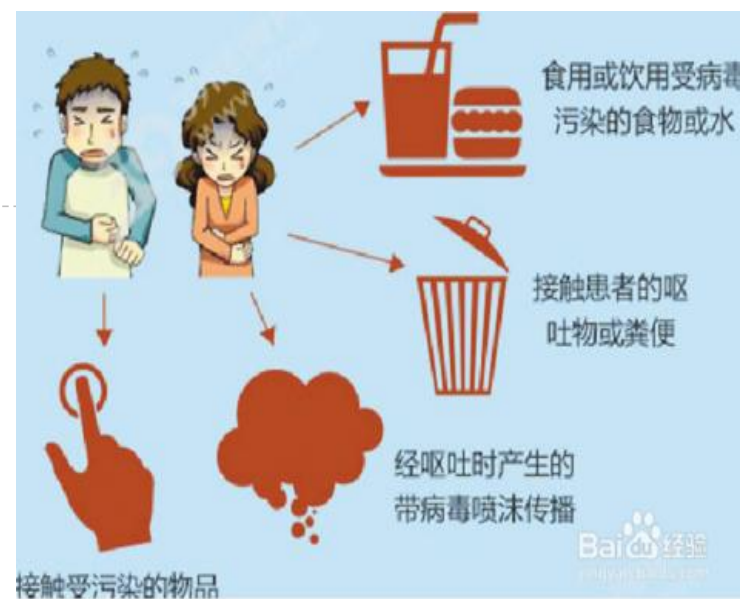 食用或饮用受病毒
污染的食物或水
接触患者的呕
吐物或粪便
经呕吐时产生的
带病毒喷沫传播
接触受污染的物品
Baidu经验